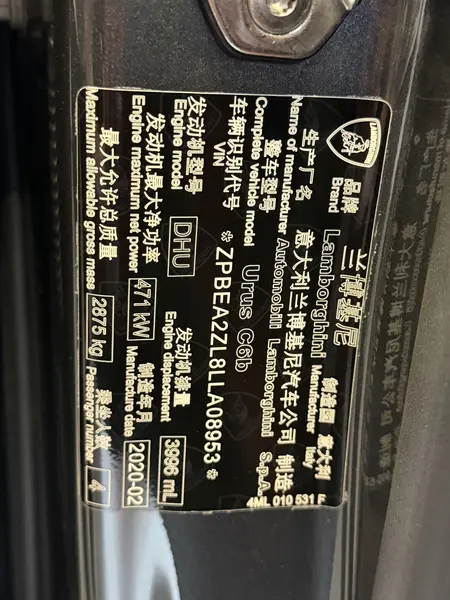 品牌 兰博基尼 制造国 意大利
Brand Lamborghini Manufacturer Italy
生产厂名 意大利兰博基尼汽车公司 制造
Name of manufacturer Automobili Lamborghini S.p.A.
整车型号
Complete vehicle model Urus C6b
车辆识别代号
VIN ✲ ZPBEA2ZL8LLA08953 ✲
发动机型号 DHU 发动机排量 3996 mL
Engine model Engine displacement
发动机最大净功率 471 kW 制造年月 2020-02
Engine maximum net power Manufacture date
最大允许总质量 2875 kg 乘坐人数 4
Maximum allowable gross mass Passenger number
4ML 010 531 F